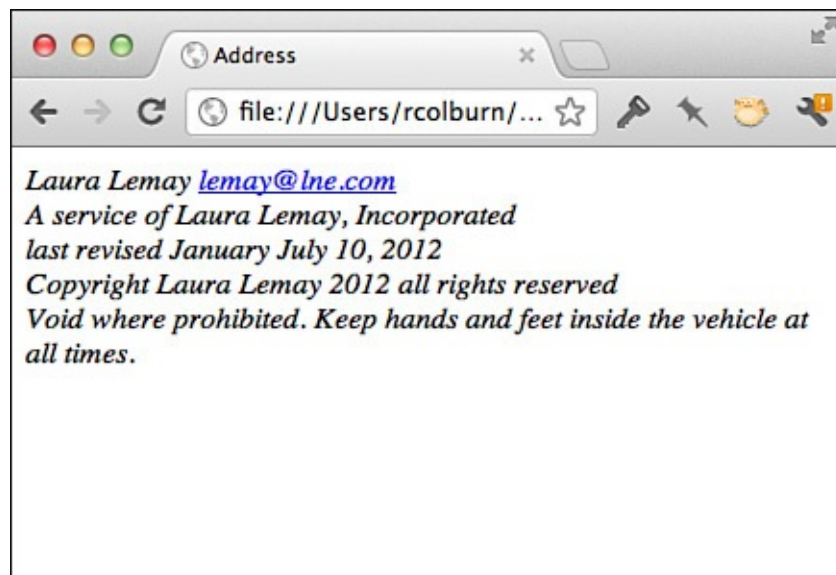 Address
file:///Users/rcolburn/...
Laura Lemay lemay@lne.com
A service of Laura Lemay, Incorporated
last revised January July 10, 2012
Copyright Laura Lemay 2012 all rights reserved
Void where prohibited. Keep hands and feet inside the vehicle at
all times.